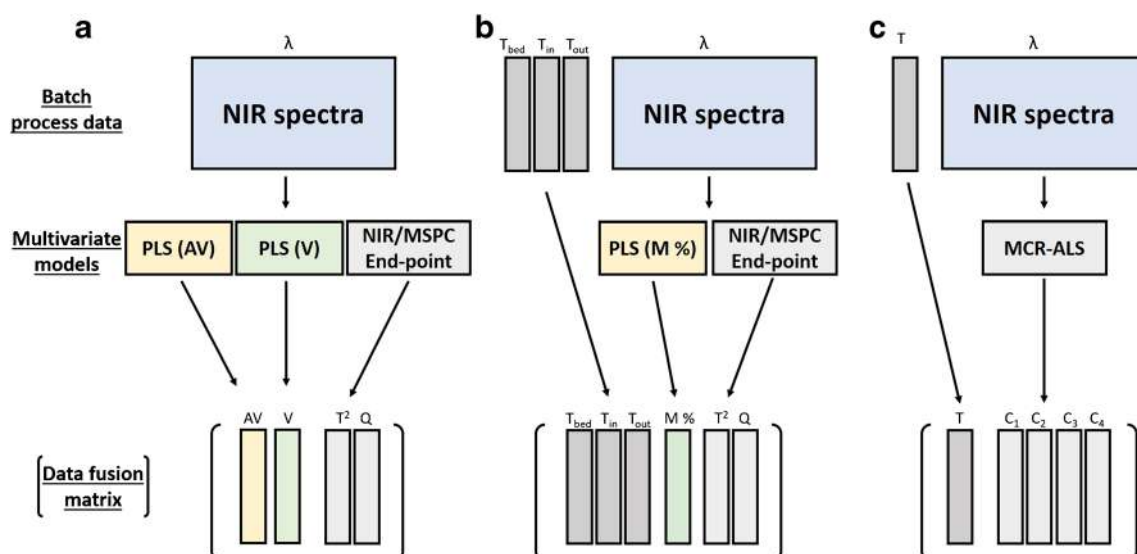 a
λ
Batch
process data
NIR spectra
Multivariate
models
PLS (AV)
PLS (V)
NIR/MSPC
End-point
Data fusion
matrix
AV
V
T²
Q
b
T_bed
T_in
T_out
λ
NIR spectra
PLS (M %)
NIR/MSPC
End-point
T_bed
T_in
T_out
M %
T²
Q
c
T
λ
NIR spectra
MCR-ALS
T
C₁
C₂
C₃
C₄